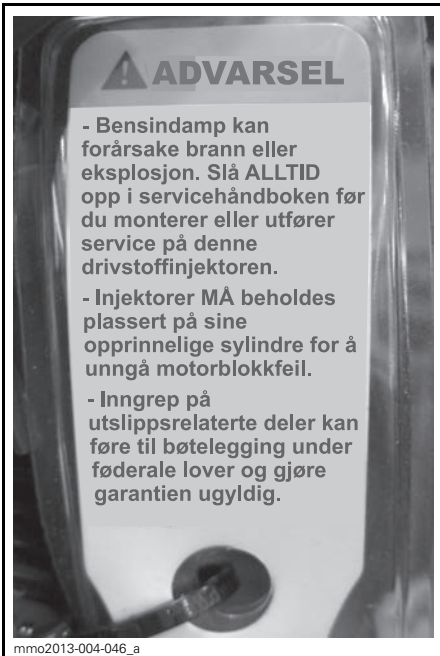 ADVARSEL
- Bensindamp kan
forårsake brann eller
eksplosjon. Slå ALLTID
opp i servicehåndboken før
du monterer eller utfører
service på denne
drivstoffinjektoren.
- Injektorer MÅ beholdes
plassert på sine
opprinnelige sylindre for å
unngå motorblokkfeil.
- Inngrep på
utslippsrelaterte deler kan
føre til bøtelegging under
føderale lover og gjøre
garantien ugyldig.
mmo2013-004-046_a